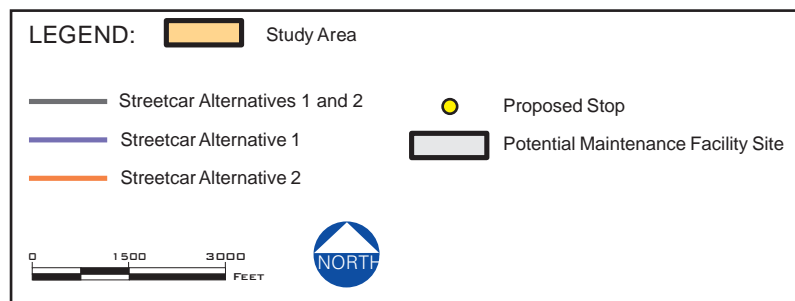 LEGEND: Study Area
Streetcar Alternatives 1 and 2
Streetcar Alternative 1
Streetcar Alternative 2
Proposed Stop
Potential Maintenance Facility Site
0 1500 3000
FEET
NORTH